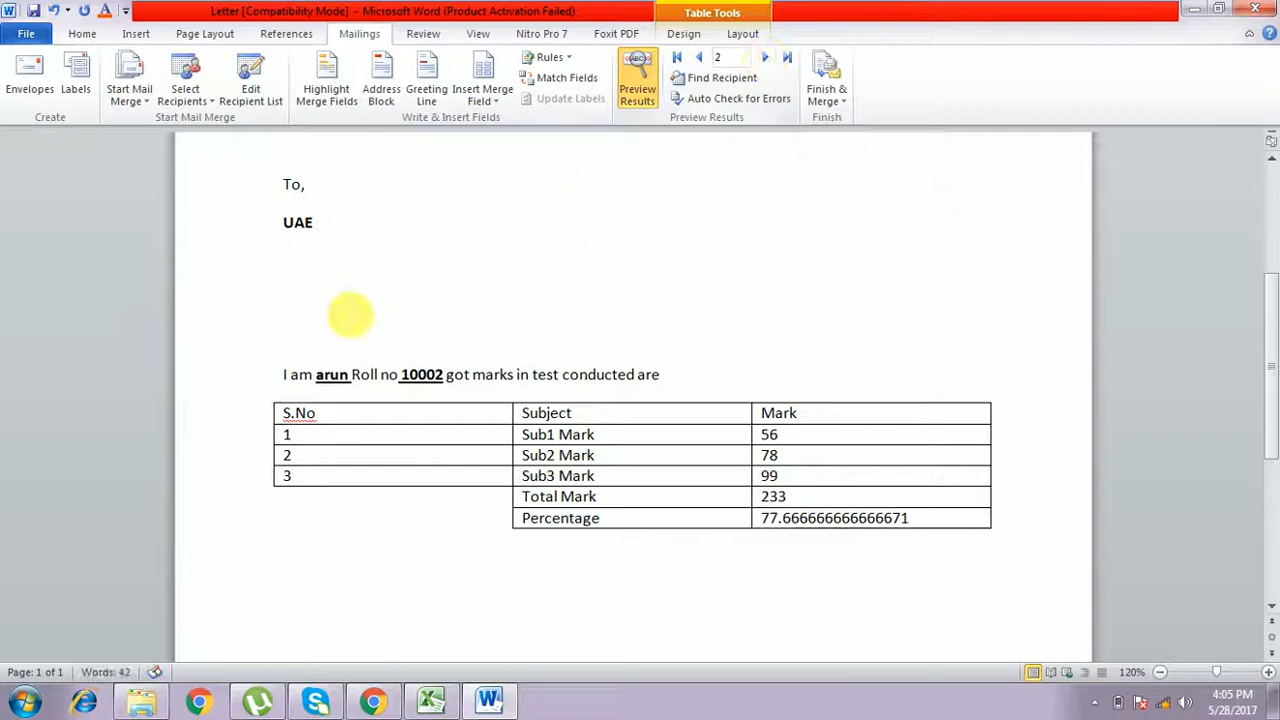 Letter [Compatibility Mode] - Microsoft Word (Product Activation Failed)
Table Tools
File
Home
Insert
Page Layout
References
Mailings
Review
View
Nitro Pro 7
Foxit PDF
Design
Layout
Envelopes
Labels
Start Mail
Merge
Select
Recipients
Edit
Recipient List
Highlight
Merge Fields
Address
Block
Greeting
Line
Insert Merge
Field
Rules
Match Fields
Update Labels
ABC
Preview
Results
2
Find Recipient
Auto Check for Errors
Finish &
Merge
Create
Start Mail Merge
Write & Insert Fields
Preview Results
Finish
To,
UAE
I am arun Roll no 10002 got marks in test conducted are
S.No Subject Mark
1 Sub1 Mark 56
2 Sub2 Mark 78
3 Sub3 Mark 99
Total Mark 233
Percentage 77.666666666666671
Page: 1 of 1 Words: 42
120%
4:05 PM
5/28/2017